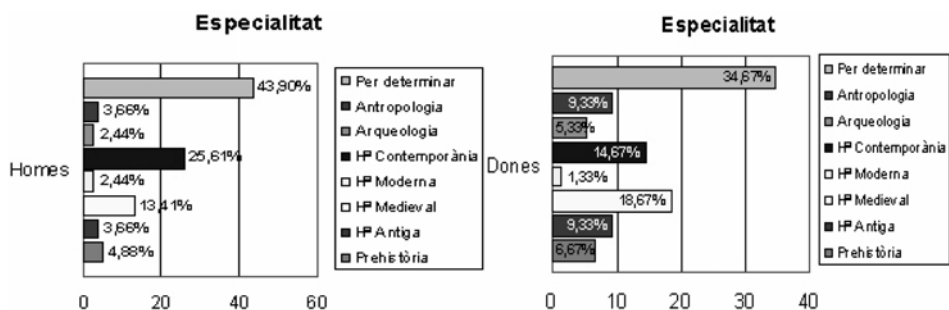 Especialitat
Homes
43,90%
3,66%
2,44%
25,61%
2,44%
13,41%
3,66%
4,88%
0 20 40 60
Per determinar
Antropologia
Arqueologia
Hª Contemporània
Hª Moderna
Hª Medieval
Hª Antiga
Prehistòria
Especialitat
Dones
34,67%
9,33%
5,33%
14,67%
1,33%
18,67%
9,33%
6,67%
0 10 20 30 40
Per determinar
Antropologia
Arqueologia
Hª Contemporània
Hª Moderna
Hª Medieval
Hª Antiga
Prehistòria